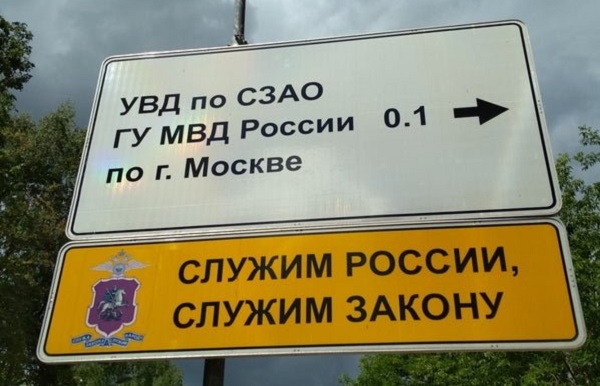 УВД по СЗАО
ГУ МВД России 0.1
по г. Москве
СЛУЖИМ РОССИИ,
СЛУЖИМ ЗАКОНУ